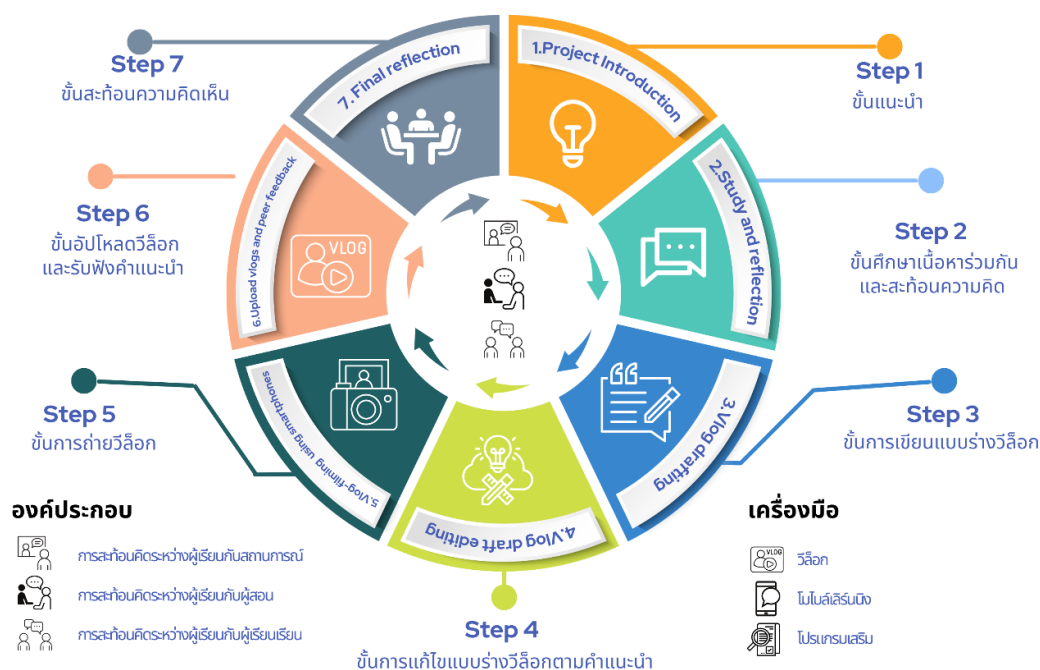 Step 1
ขั้นแนะนำ
1.Project Introduction
Step 2
ขั้นศึกษาเนื้อหาร่วมกัน
และสะท้อนความคิด
2.Study and reflection
Step 3
ขั้นการเขียนแบบร่างวีล็อก
3.Vlog drafting
Step 4
ขั้นการแก้ไขแบบร่างวีล็อกตามคำแนะนำ
4.Vlog draft editing
Step 5
ขั้นการถ่ายวีล็อก
5.Vlog-filming using smartphones
Step 6
ขั้นอัปโหลดวีล็อก
และรับฟังคำแนะนำ
6.Upload vlogs and peer feedback
VLOG
Step 7
ขั้นสะท้อนความคิดเห็น
7. Final reflection
องค์ประกอบ
การสะท้อนคิดระหว่างผู้เรียนกับสถานการณ์
การสะท้อนคิดระหว่างผู้เรียนกับผู้สอน
การสะท้อนคิดระหว่างผู้เรียนกับผู้เรียนเรียน
เครื่องมือ
VLOG
วีล็อก
โมไบล์เลิร์นนิง
โปรแกรมเสริม